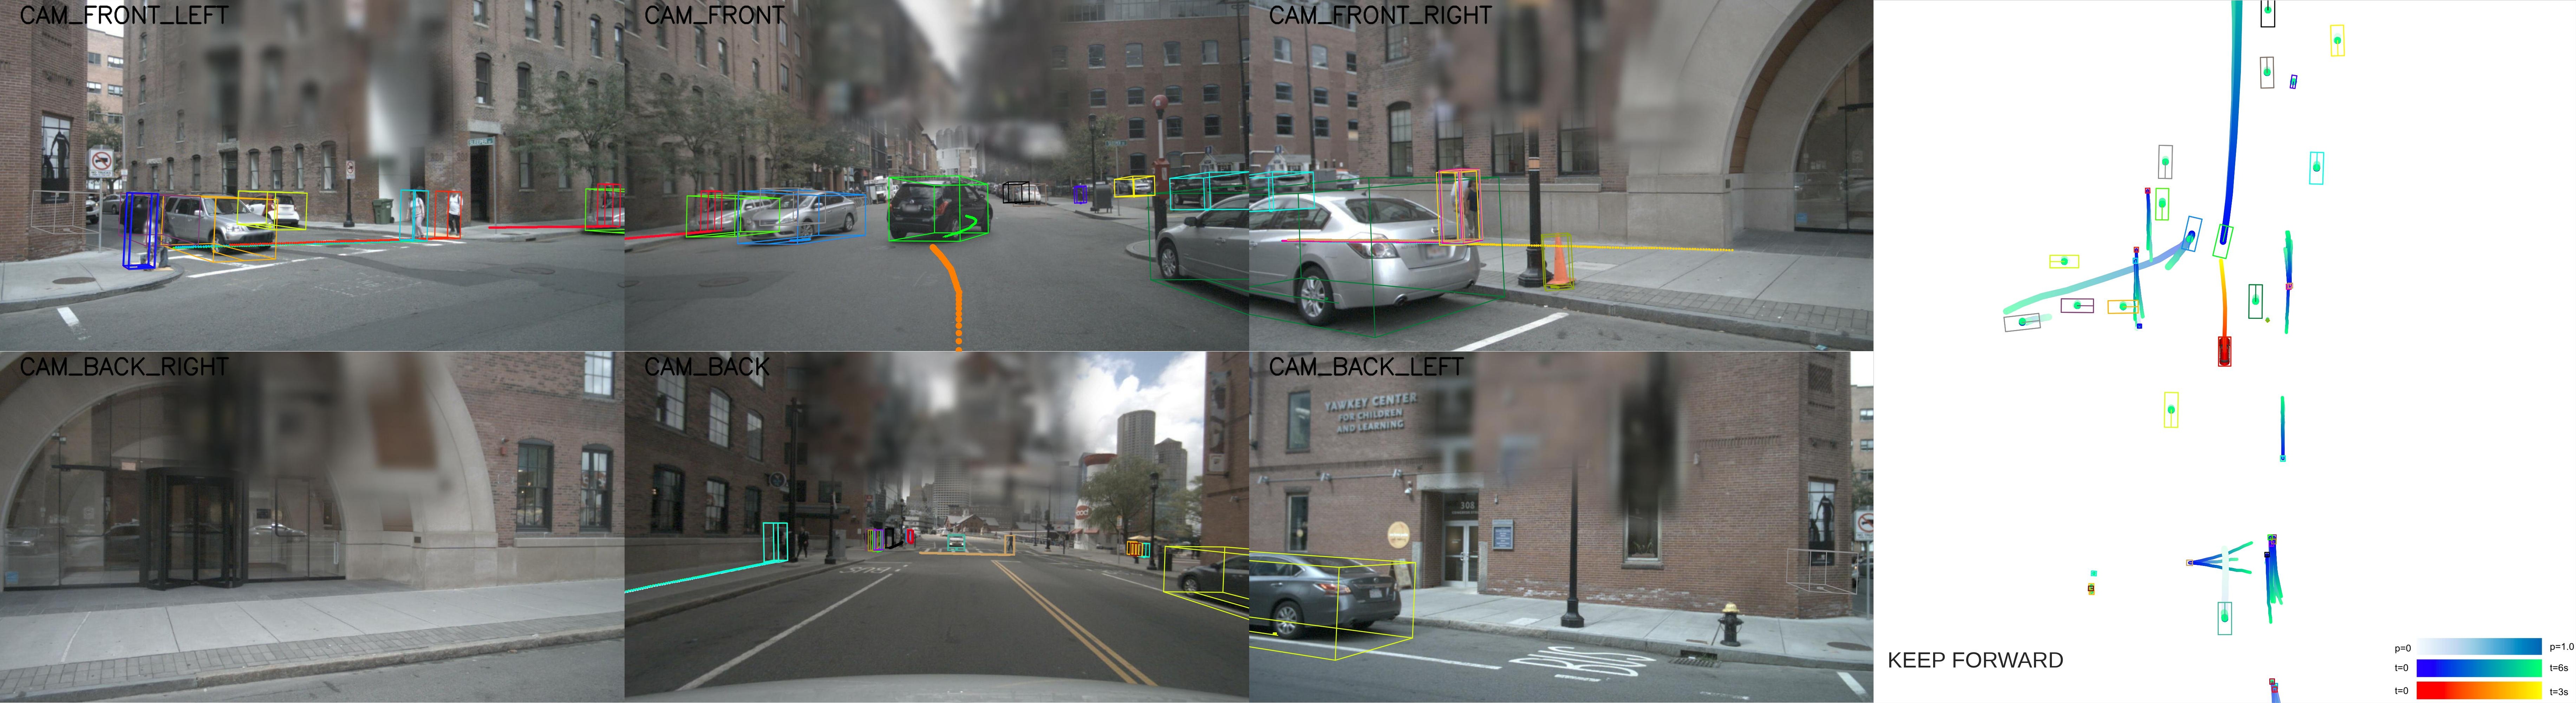 CAM_FRONT_LEFT
CAM_FRONT
CAM_FRONT_RIGHT
CAM_BACK_RIGHT
CAM_BACK
CAM_BACK_LEFT
YAWKEY CENTER
FOR CHILDREN
AND LEARNING
308
BUS
KEEP FORWARD
p=0
p=1.0
t=0
t=6s
t=0
t=3s